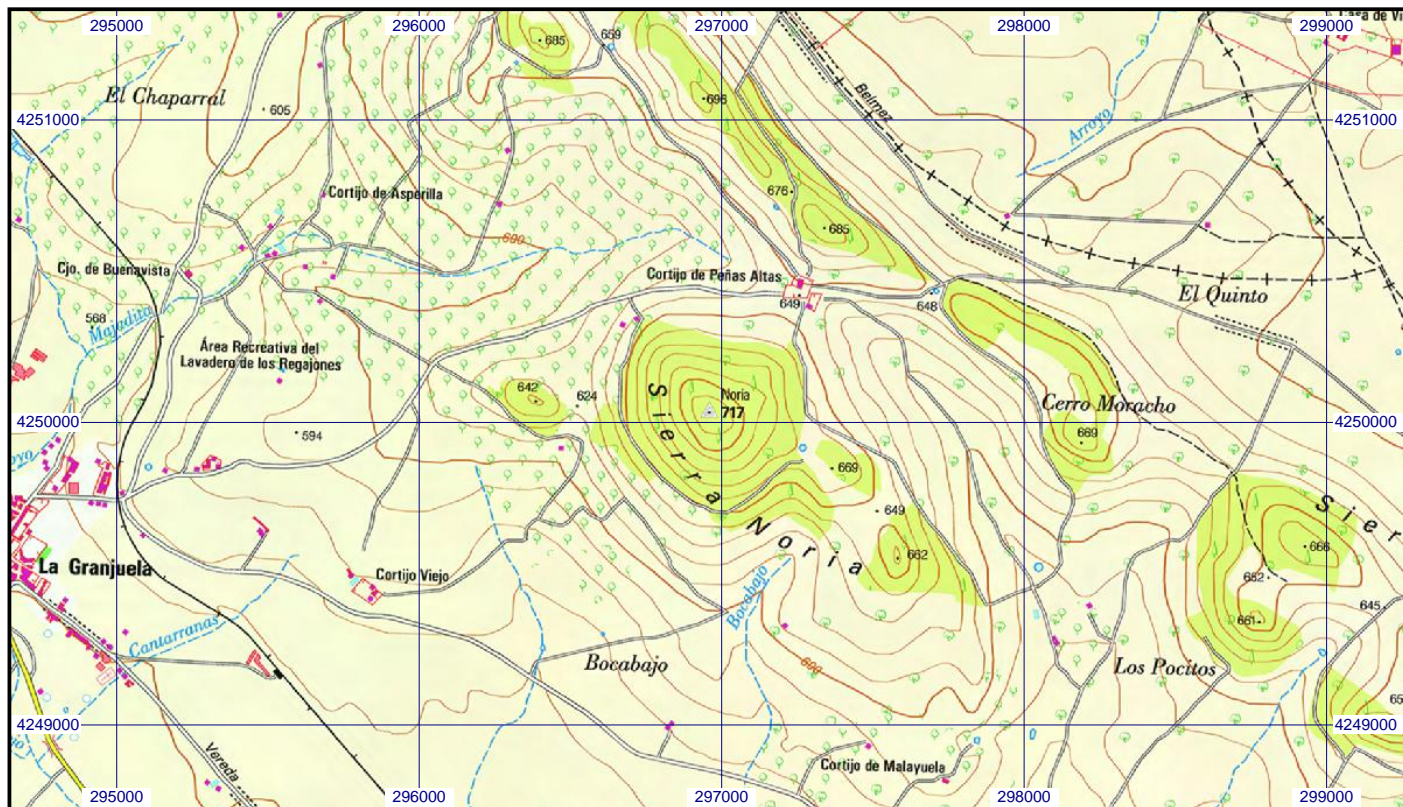 295000
296000
297000
298000
299000
685
659
El Chaparral
605
696
Belmez
Arroyo
4251000
4251000
Cortijo de Asperilla
676
685
600
Cjo. de Buenavista
Cortijo de Peñas Altas
649
648
El Quinto
568
Majadita
Área Recreativa del
Lavadero de los Regajones
642
624
Sierra
Noria
717
Cerro Moracho
4250000
4250000
594
669
669
649
Noria
Sier
662
666
La Granjuela
Cortijo Viejo
652
Bocabajo
645
661
Cantarranas
Bocabajo
600
Los Pocitos
4249000
4249000
Vereda
Cortijo de Malayuela
295000
296000
297000
298000
299000